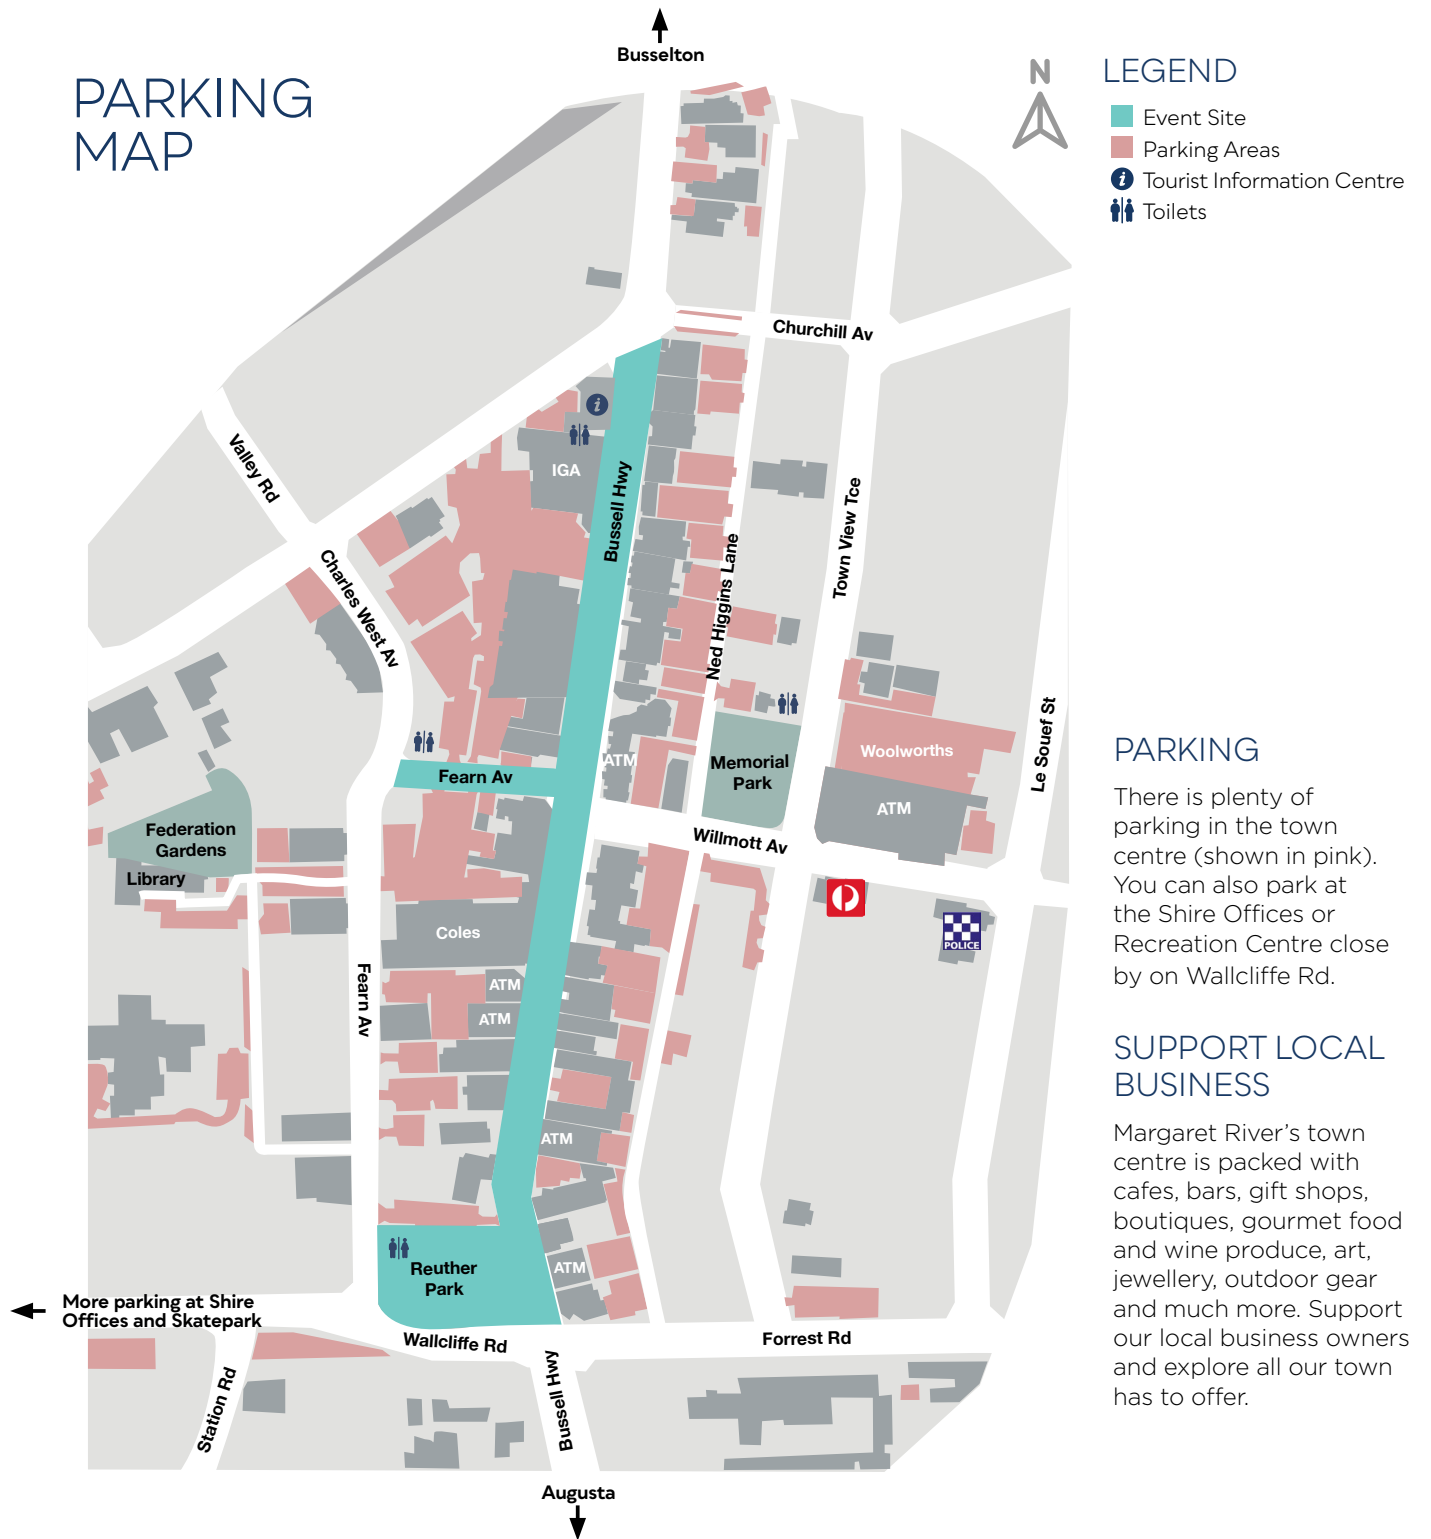 PARKING
MAP
Busselton
N
LEGEND
Event Site
Parking Areas
i Tourist Information Centre
Toilets
Churchill Av
i
IGA
Bussell Hwy
Valley Rd
Charles West Av
Ned Higgins Lane
Town View Tce
Le Souef St
Woolworths
ATM
ATM
Memorial
Park
Fearn Av
Willmott Av
Federation
Gardens
Library
Coles
POLICE
Fearn Av
ATM
ATM
ATM
ATM
Reuther
Park
More parking at Shire
Offices and Skatepark
Wallcliffe Rd
Forrest Rd
Station Rd
Bussell Hwy
Augusta
PARKING
There is plenty of
parking in the town
centre (shown in pink).
You can also park at
the Shire Offices or
Recreation Centre close
by on Wallcliffe Rd.
SUPPORT LOCAL
BUSINESS
Margaret River’s town
centre is packed with
cafes, bars, gift shops,
boutiques, gourmet food
and wine produce, art,
jewellery, outdoor gear
and much more. Support
our local business owners
and explore all our town
has to offer.